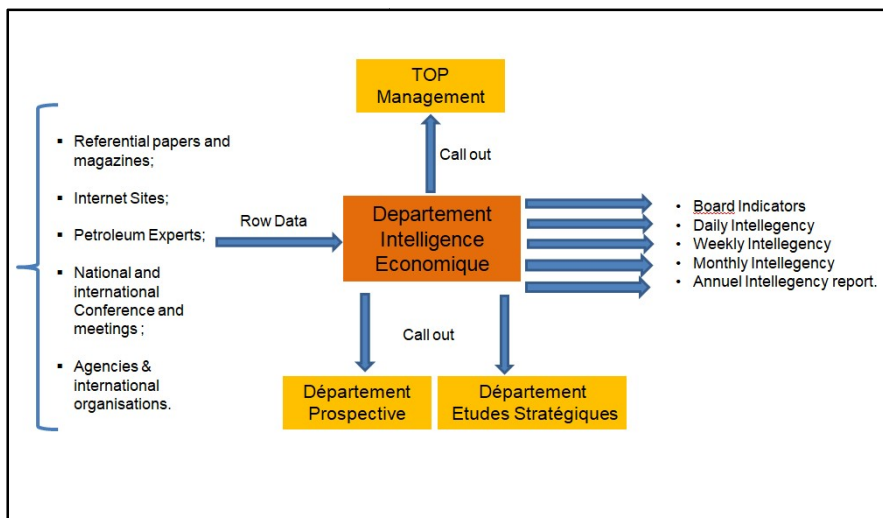 TOP
Management
Call out
▪ Referential papers and
magazines;
▪ Internet Sites;
▪ Petroleum Experts;
▪ National and
international
Conference and
meetings ;
▪ Agencies &
international
organisations.
Row Data
Departement
Intelligence
Economique
• Board Indicators
• Daily Intellegency
• Weekly Intellegency
• Monthly Intellegency
• Annuel Intellegency report.
Call out
Département
Prospective
Département
Etudes Stratégiques